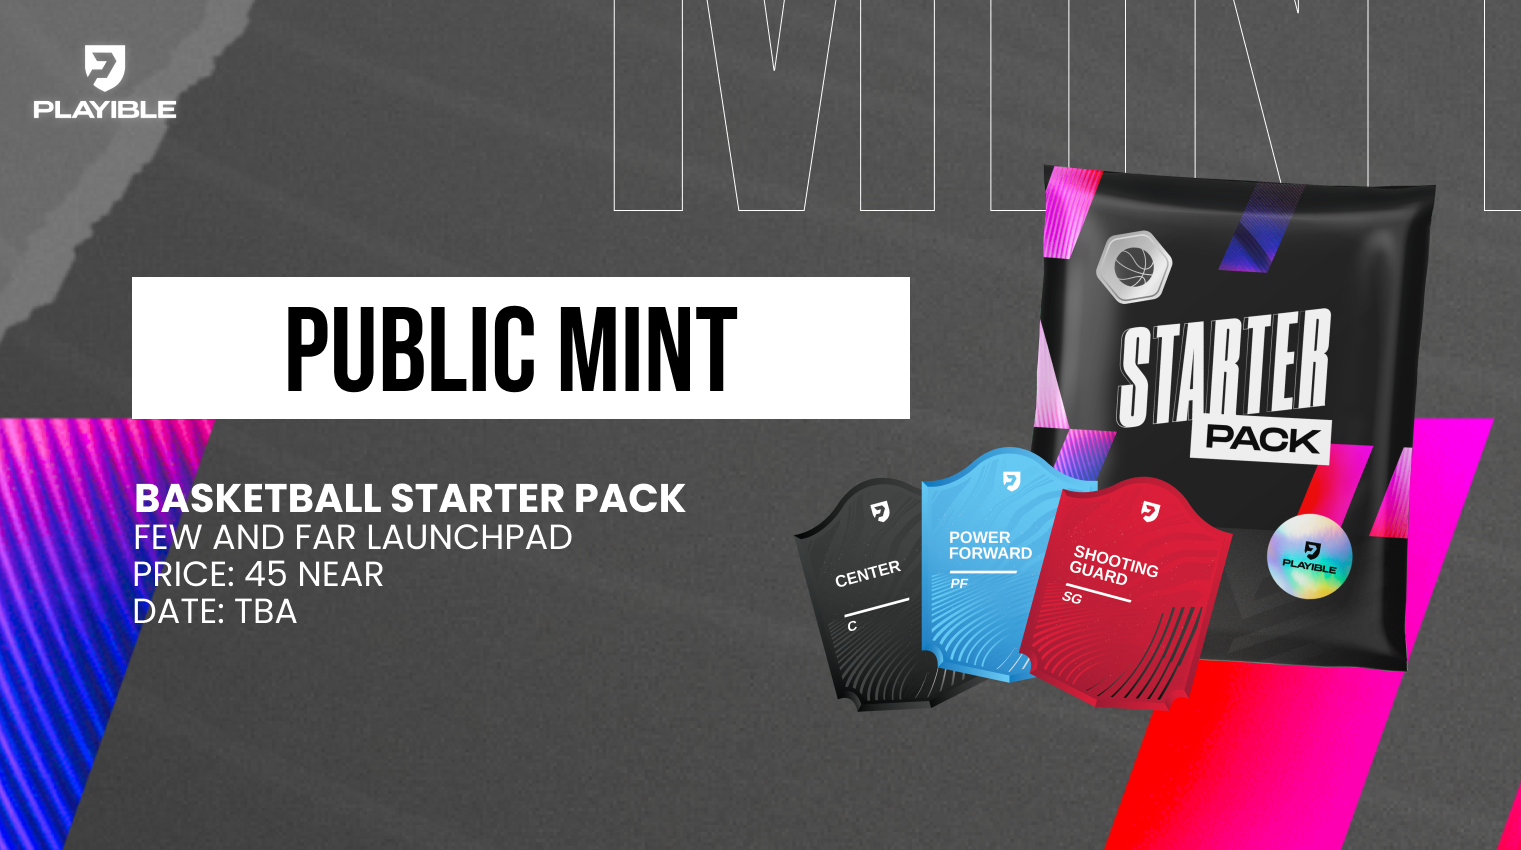 PLAYIBLE
MINT
PUBLIC MINT
BASKETBALL STARTER PACK
FEW AND FAR LAUNCHPAD
PRICE: 45 NEAR
DATE: TBA
STARTER
PACK
PLAYIBLE
CENTER
C
POWER
FORWARD
PF
SHOOTING
GUARD
SG